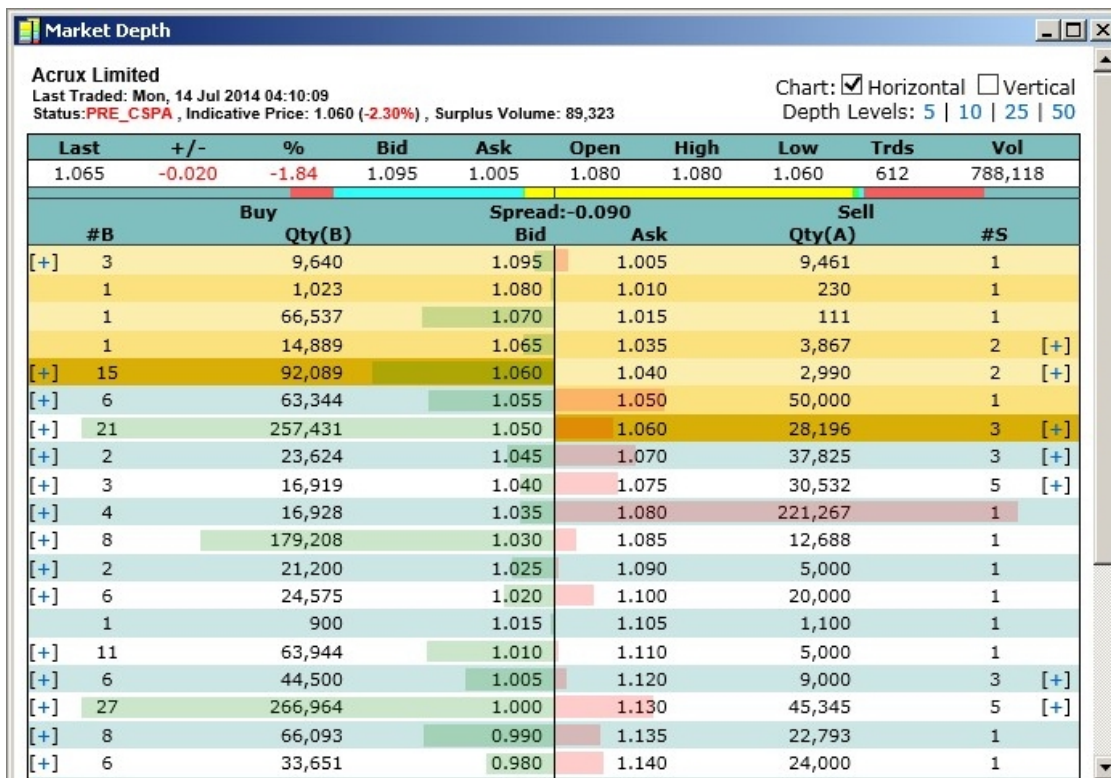 Market Depth
Acrux Limited
Last Traded: Mon, 14 Jul 2014 04:10:09
Status:PRE_CSPA , Indicative Price: 1.060 (-2.30%) , Surplus Volume: 89,323
Chart: Horizontal Vertical
Depth Levels: 5 | 10 | 25 | 50
Last +/- % Bid Ask Open High Low Trds Vol
1.065 -0.020 -1.84 1.095 1.005 1.080 1.080 1.060 612 788,118
Buy Spread:-0.090 Sell
#B Qty(B) Bid Ask Qty(A) #S
[+] 3 9,640 1.095 1.005 9,461 1
1 1,023 1.080 1.010 230 1
1 66,537 1.070 1.015 111 1
1 14,889 1.065 1.035 3,867 2 [+]
[+] 15 92,089 1.060 1.040 2,990 2 [+]
[+] 6 63,344 1.055 1.050 50,000 1
[+] 21 257,431 1.050 1.060 28,196 3 [+]
[+] 2 23,624 1.045 1.070 37,825 3 [+]
[+] 3 16,919 1.040 1.075 30,532 5 [+]
[+] 4 16,928 1.035 1.080 221,267 1
[+] 8 179,208 1.030 1.085 12,688 1
[+] 2 21,200 1.025 1.090 5,000 1
[+] 6 24,575 1.020 1.100 20,000 1
1 900 1.015 1.105 1,100 1
[+] 11 63,944 1.010 1.110 5,000 1
[+] 6 44,500 1.005 1.120 9,000 3 [+]
[+] 27 266,964 1.000 1.130 45,345 5 [+]
[+] 8 66,093 0.990 1.135 22,793 1
[+] 6 33,651 0.980 1.140 24,000 1